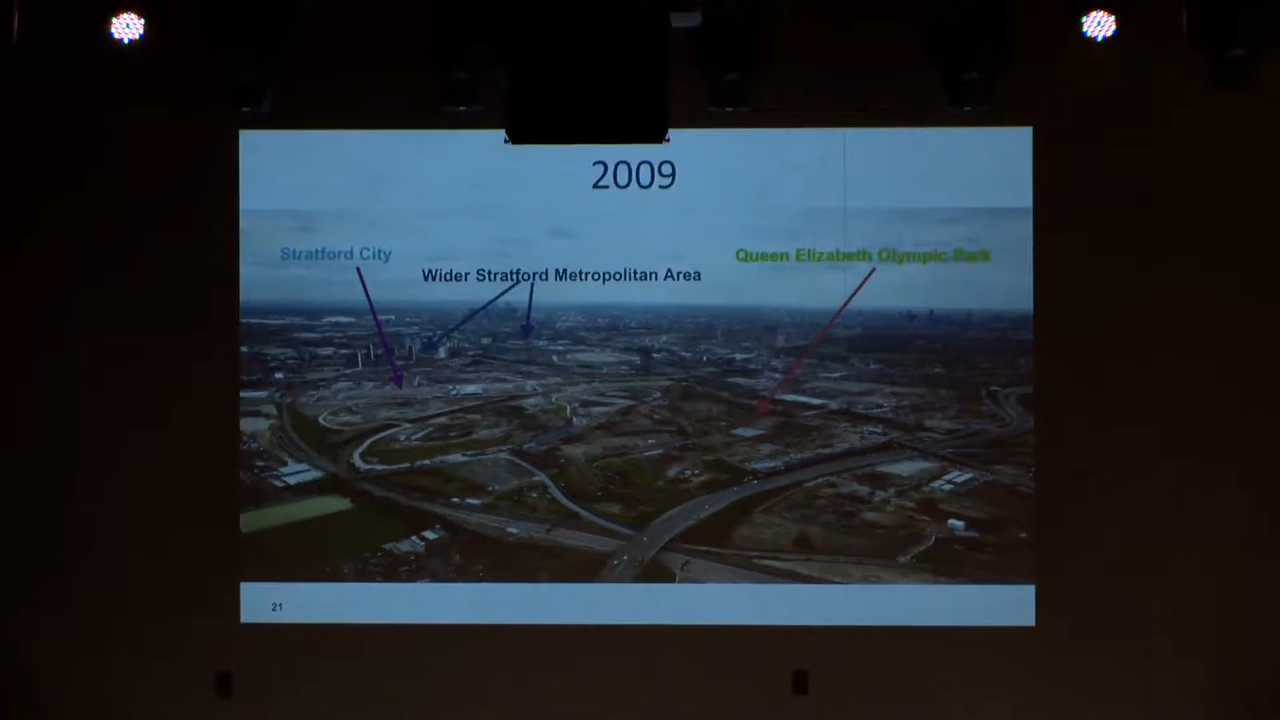 2009
Stratford City
Wider Stratford Metropolitan Area
Queen Elizabeth Olympic Park
21